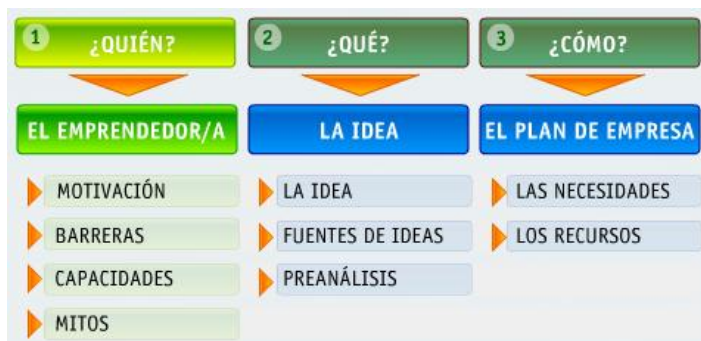 1 ¿QUIÉN?
EL EMPRENDEDOR/A
MOTIVACIÓN
BARRERAS
CAPACIDADES
MITOS
2 ¿QUÉ?
LA IDEA
LA IDEA
FUENTES DE IDEAS
PREANÁLISIS
3 ¿CÓMO?
EL PLAN DE EMPRESA
LAS NECESIDADES
LOS RECURSOS